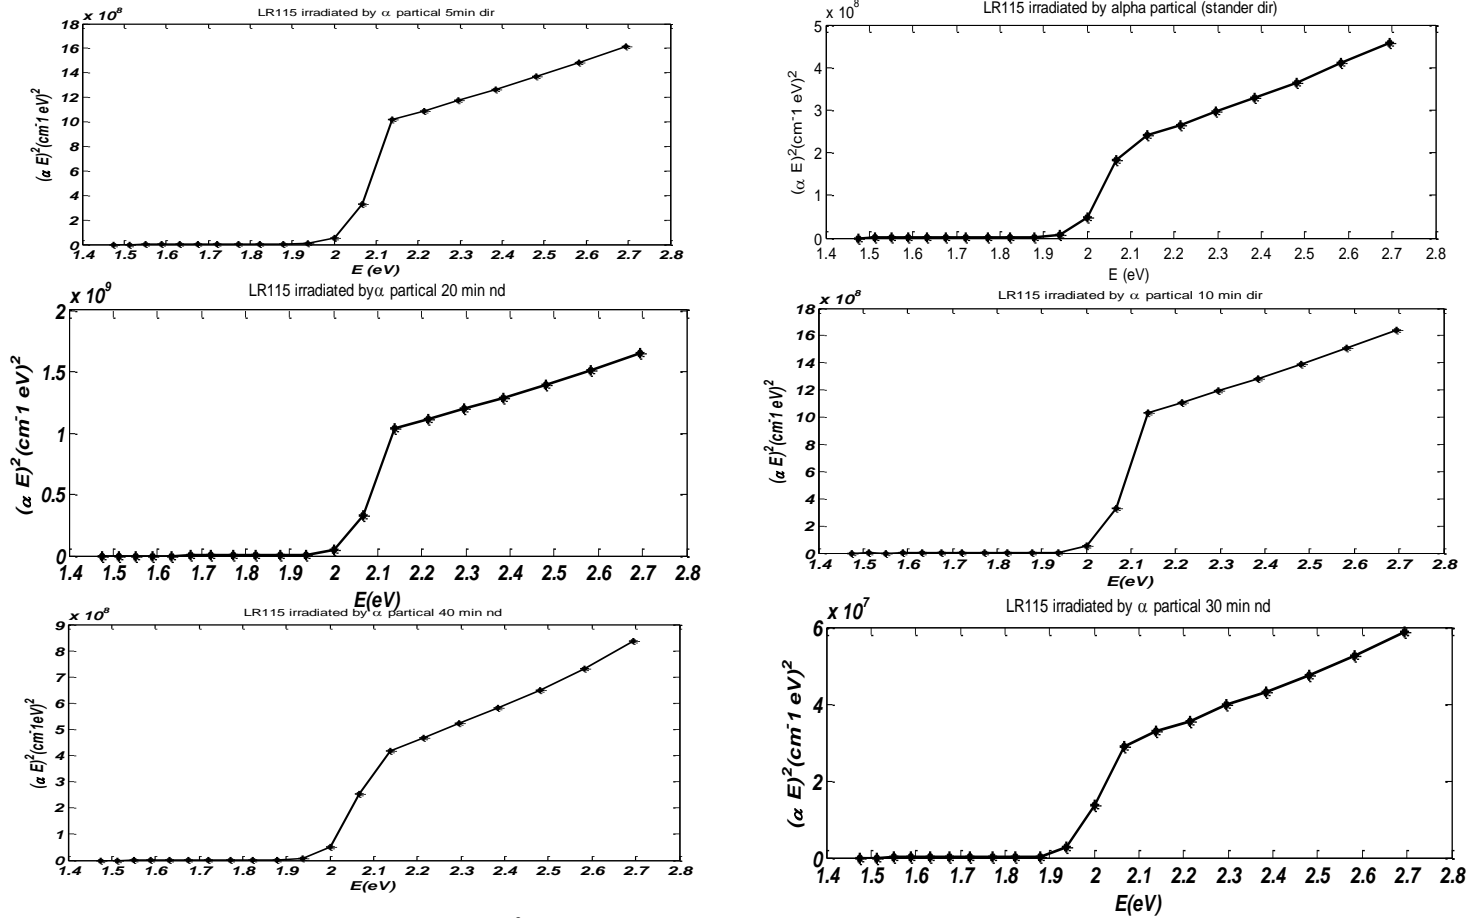 LR115 irradiated by α partical 5min dir
x 10⁸
18
16
14
12
10
8
6
4
2
0
(α E)²(cm⁻1 eV)²
1.4 1.5 1.6 1.7 1.8 1.9 2 2.1 2.2 2.3 2.4 2.5 2.6 2.7 2.8
E (eV)
LR115 irradiated by alpha partical (stander dir)
x 10⁸
5
4
3
2
1
0
(α E)²(cm⁻1 eV)²
1.4 1.5 1.6 1.7 1.8 1.9 2 2.1 2.2 2.3 2.4 2.5 2.6 2.7 2.8
E (eV)
LR115 irradiated byα partical 20 min nd
x 10⁹
2
1.5
1
0.5
0
(α E)²(cm⁻1 eV)²
1.4 1.5 1.6 1.7 1.8 1.9 2 2.1 2.2 2.3 2.4 2.5 2.6 2.7 2.8
E(eV)
LR115 irradiated by α partical 10 min dir
x 10⁸
18
16
14
12
10
8
6
4
2
0
(α E)²(cm⁻1 eV)²
1.4 1.5 1.6 1.7 1.8 1.9 2 2.1 2.2 2.3 2.4 2.5 2.6 2.7 2.8
E(eV)
LR115 irradiated by α partical 40 min nd
x 10⁸
9
8
7
6
5
4
3
2
1
0
(α E)²(cm⁻1eV)²
1.4 1.5 1.6 1.7 1.8 1.9 2 2.1 2.2 2.3 2.4 2.5 2.6 2.7 2.8
E(eV)
LR115 irradiated by α partical 30 min nd
x 10⁷
6
4
2
0
(α E)²(cm⁻1 eV)²
1.4 1.5 1.6 1.7 1.8 1.9 2 2.1 2.2 2.3 2.4 2.5 2.6 2.7 2.8
E(eV)